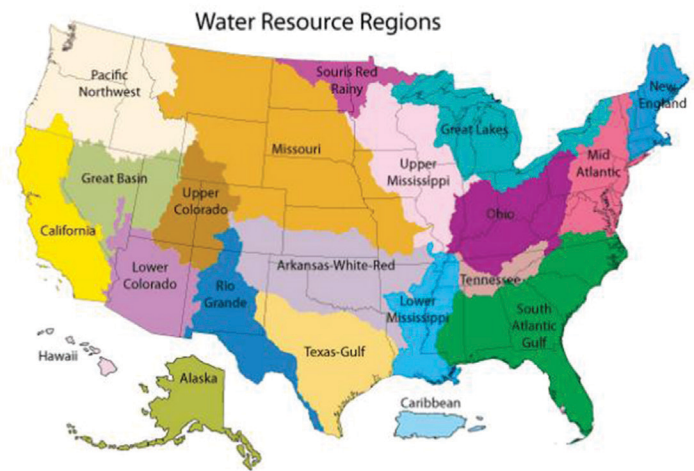 Water Resource Regions
Pacific
Northwest
Souris Red
Rainy
New
England
Great Lakes
Missouri
Mid
Atlantic
Upper
Mississippi
Great Basin
Upper
Colorado
Ohio
California
Arkansas-White-Red
Lower
Colorado
Tennessee
Rio
Grande
Lower
Mississippi
South
Atlantic
Gulf
Texas-Gulf
Hawaii
Alaska
Caribbean